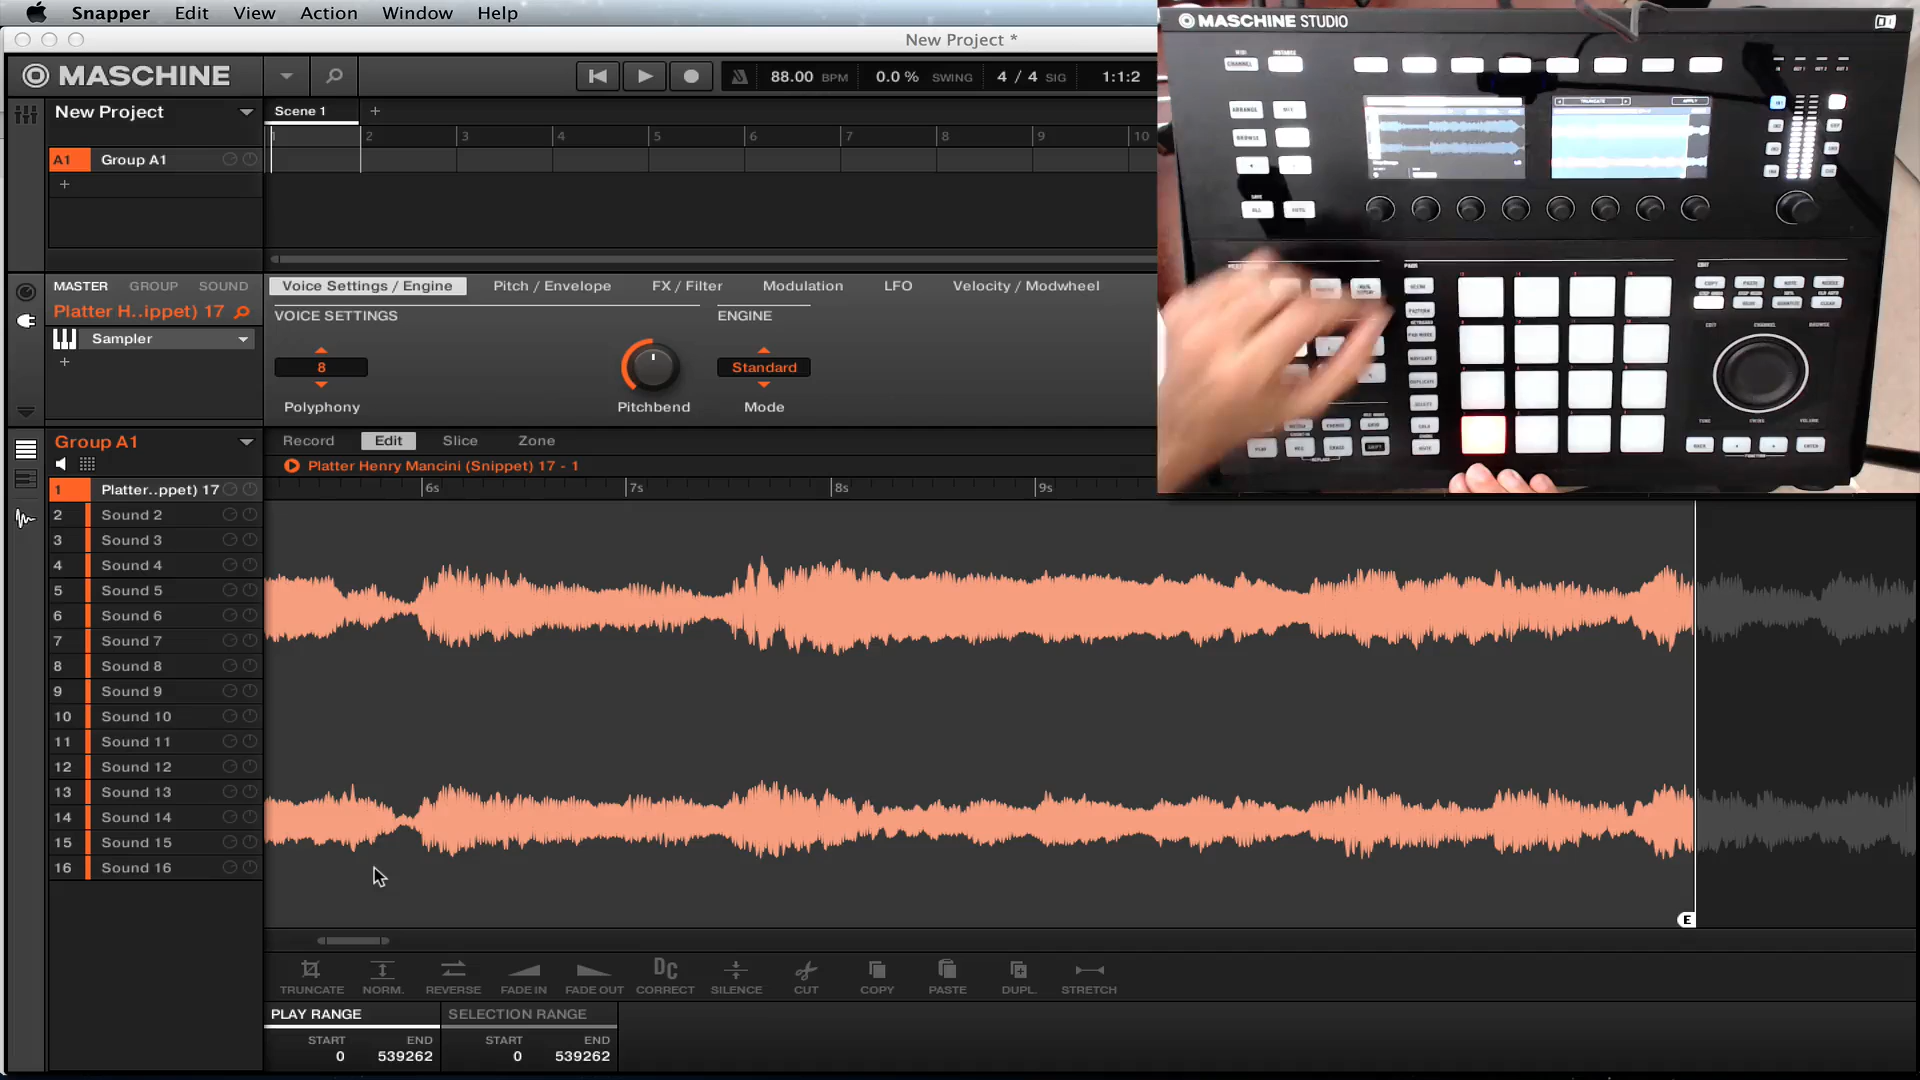 Snapper Edit View Action Window Help
New Project *
MASCHINE
88.00 BPM 0.0 % SWING 4 / 4 SIG 1:1:2
MASCHINE STUDIO
New Project
Scene 1 +
1 2 3 4 5 6 7 8 9 10
A1 Group A1
+
MASTER GROUP SOUND
Voice Settings / Engine Pitch / Envelope FX / Filter Modulation LFO Velocity / Modwheel
Platter H..ippet) 17
VOICE SETTINGS ENGINE
Sampler
+
8 Standard
Polyphony Pitchbend Mode
Group A1
Record Edit Slice Zone
Platter Henry Mancini (Snippet) 17 - 1
6s 7s 8s 9s
1 Platter..ppet) 17
2 Sound 2
3 Sound 3
4 Sound 4
5 Sound 5
6 Sound 6
7 Sound 7
8 Sound 8
9 Sound 9
10 Sound 10
11 Sound 11
12 Sound 12
13 Sound 13
14 Sound 14
15 Sound 15
16 Sound 16
E
DC
TRUNCATE NORM. REVERSE FADE IN FADE OUT CORRECT SILENCE CUT COPY PASTE DUPL. STRETCH
PLAY RANGE SELECTION RANGE
START END START END
0 539262 0 539262
CHANNEL
ARRANGE
BROWSE
ALL
TRUNCATE
APPLY